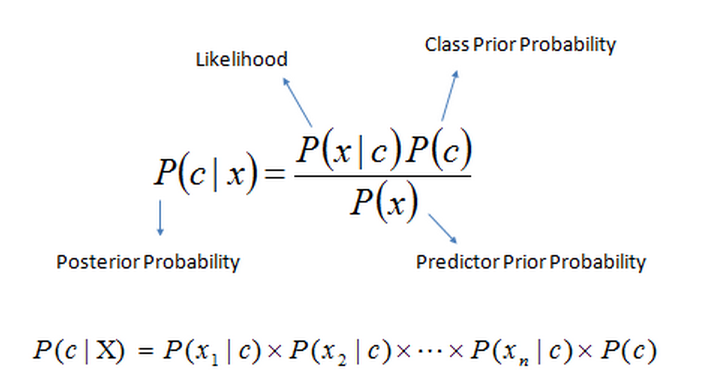 Class Prior Probability
Likelihood
P(c | x) = P(x | c)P(c) / P(x)
Posterior Probability
Predictor Prior Probability
P(c | X) = P(x₁ | c) × P(x₂ | c) × ··· × P(xₙ | c) × P(c)